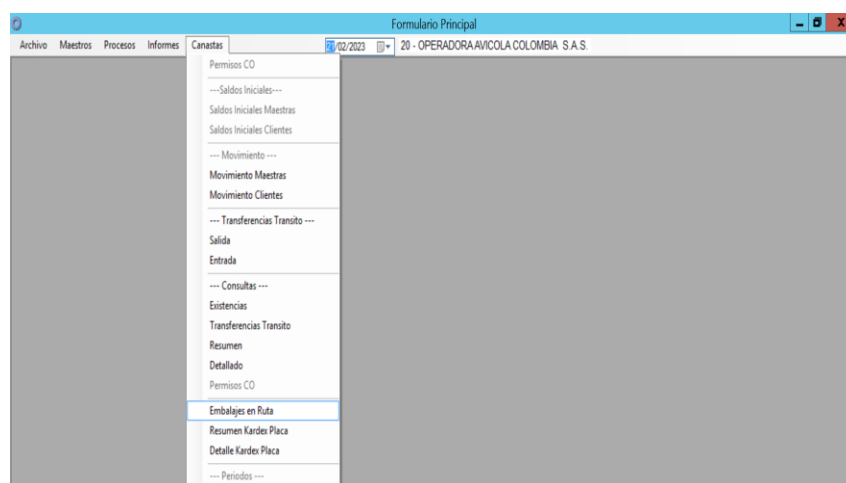 Formulario Principal
Archivo Maestros Procesos Informes Canastas 21/02/2023 20 - OPERADORA AVICOLA COLOMBIA S.A.S.
Permisos CO
---Saldos Iniciales---
Saldos Iniciales Maestras
Saldos Iniciales Clientes
--- Movimiento ---
Movimiento Maestras
Movimiento Clientes
--- Transferencias Transito ---
Salida
Entrada
--- Consultas ---
Existencias
Transferencias Transito
Resumen
Detallado
Permisos CO
Embalajes en Ruta
Resumen Kardex Placa
Detalle Kardex Placa
--- Periodos ---